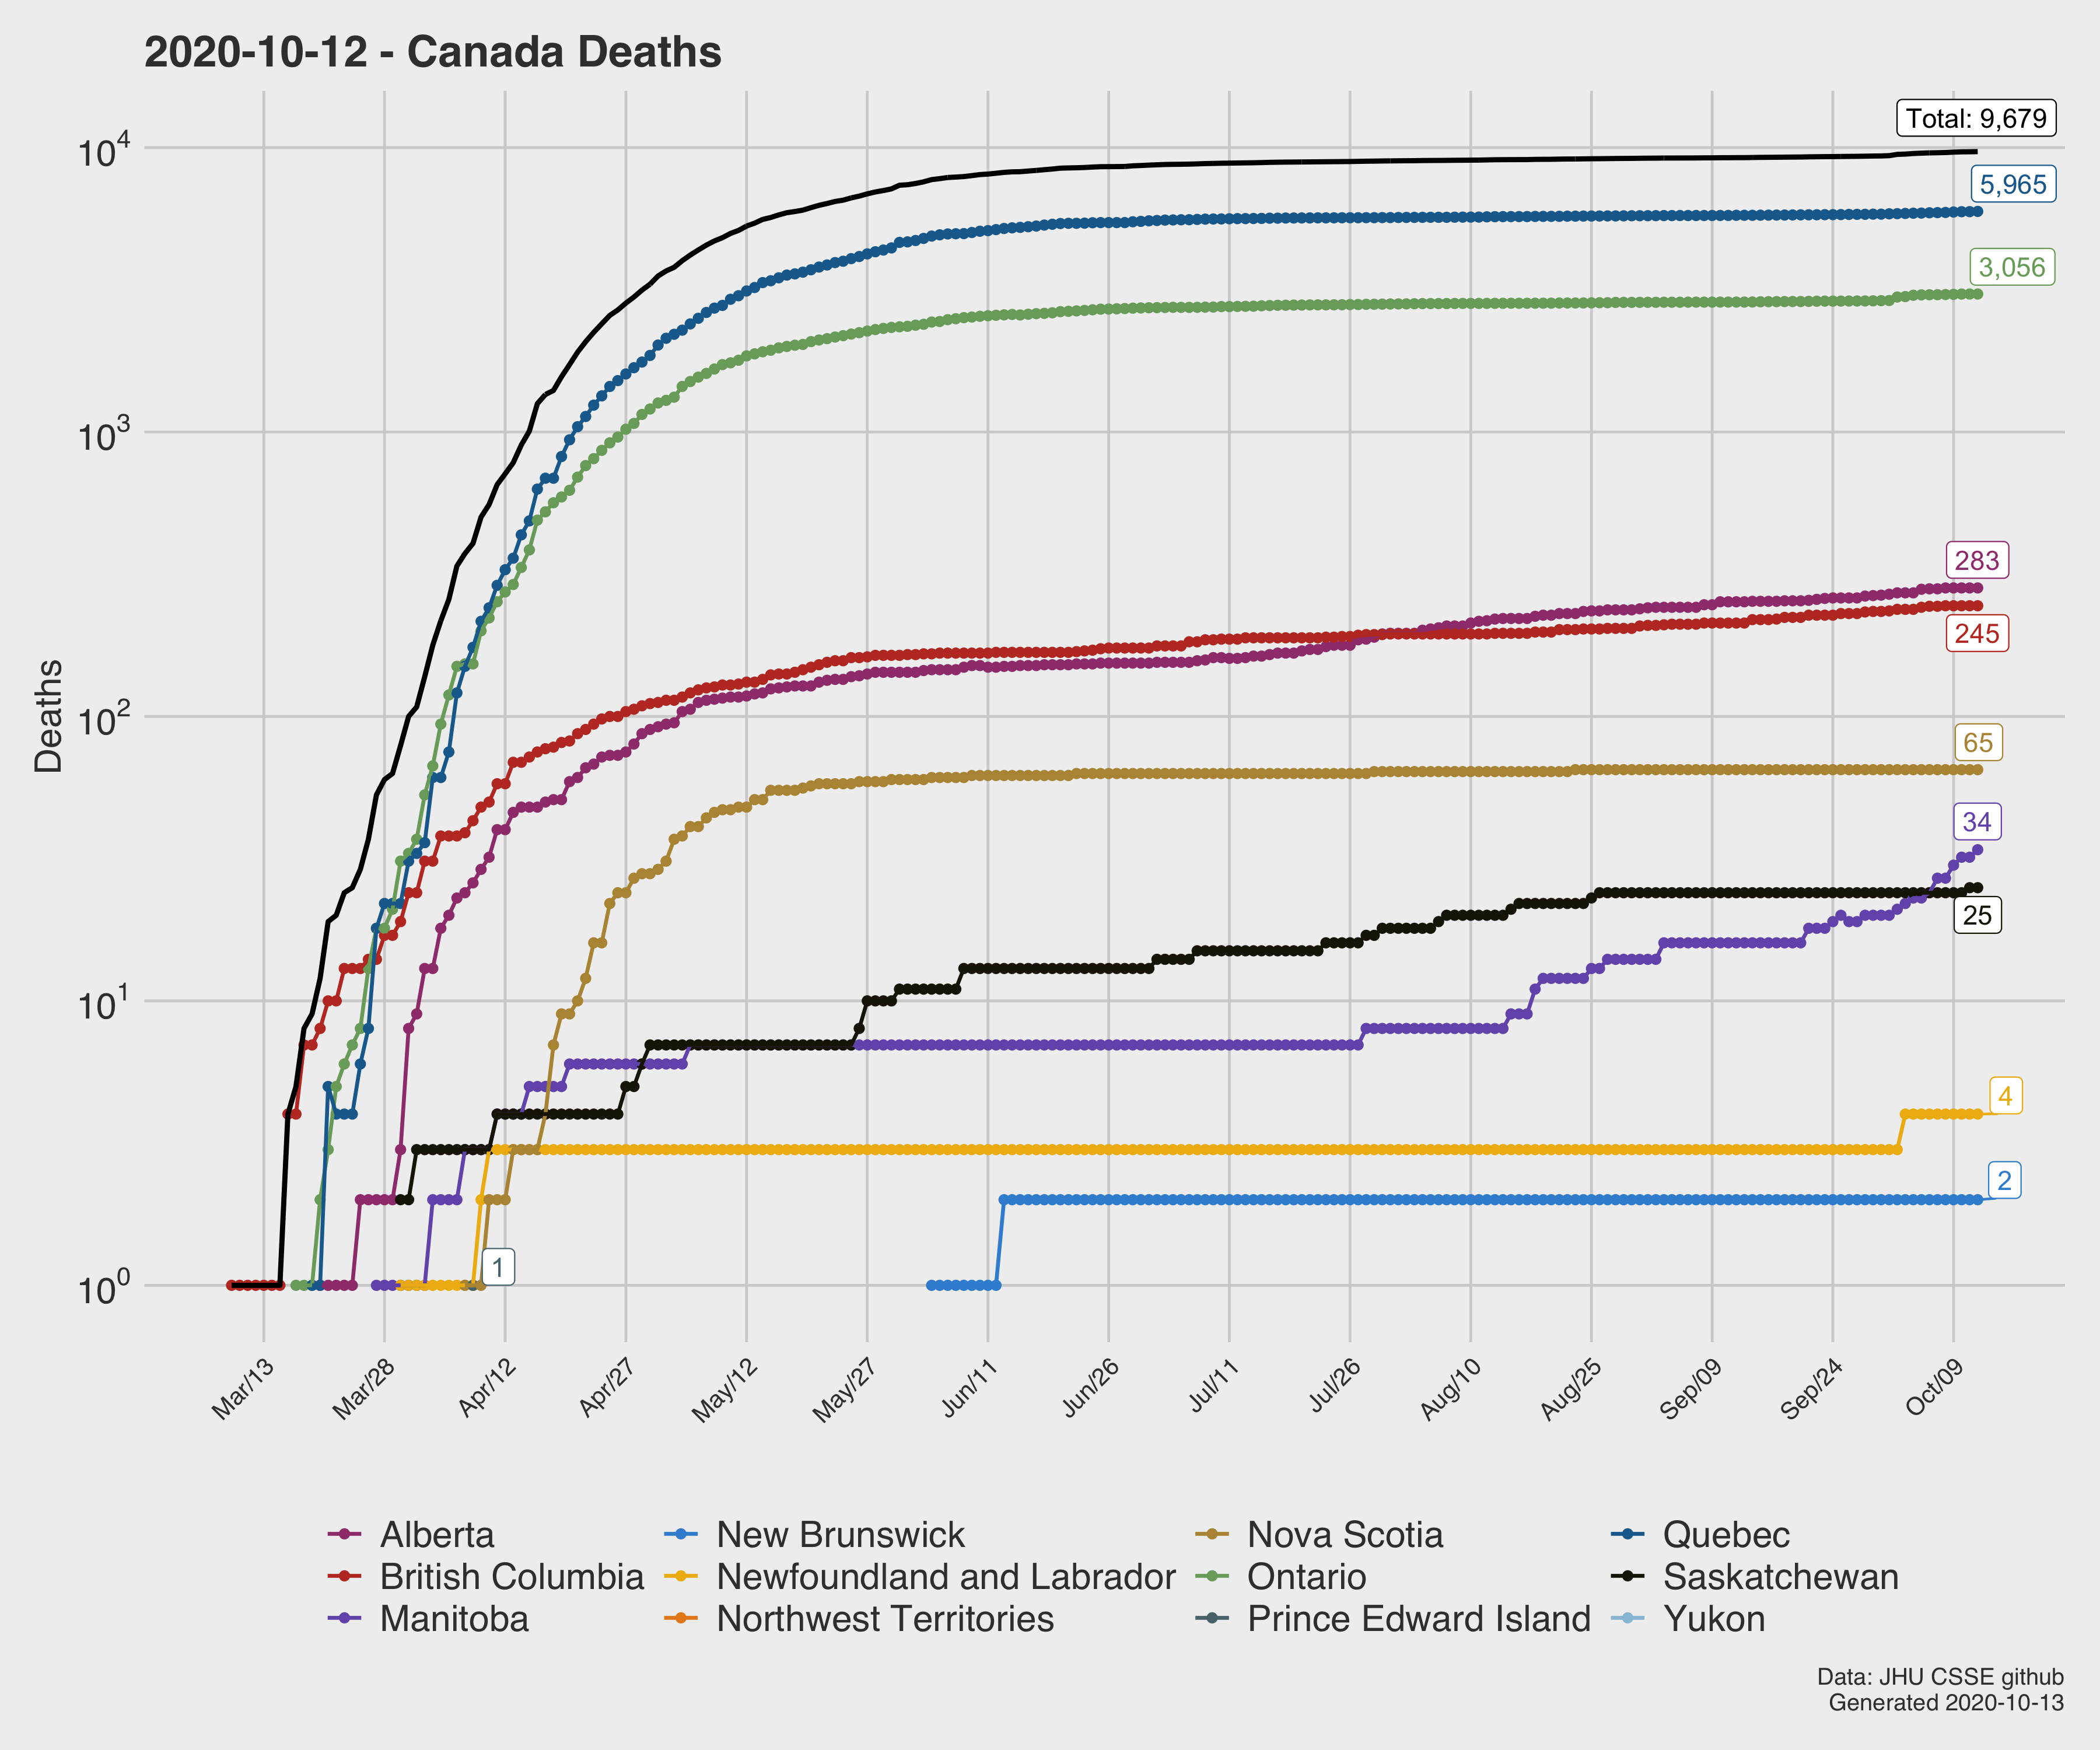 2020-10-12 - Canada Deaths
Total: 9,679
5,965
3,056
283
245
65
34
25
4
2
1
10^4
10^3
10^2
10^1
10^0
Deaths
Mar/13
Mar/28
Apr/12
Apr/27
May/12
May/27
Jun/11
Jun/26
Jul/11
Jul/26
Aug/10
Aug/25
Sep/09
Sep/24
Oct/09
Alberta
New Brunswick
Nova Scotia
Quebec
British Columbia
Newfoundland and Labrador
Ontario
Saskatchewan
Manitoba
Northwest Territories
Prince Edward Island
Yukon
Data: JHU CSSE github
Generated 2020-10-13